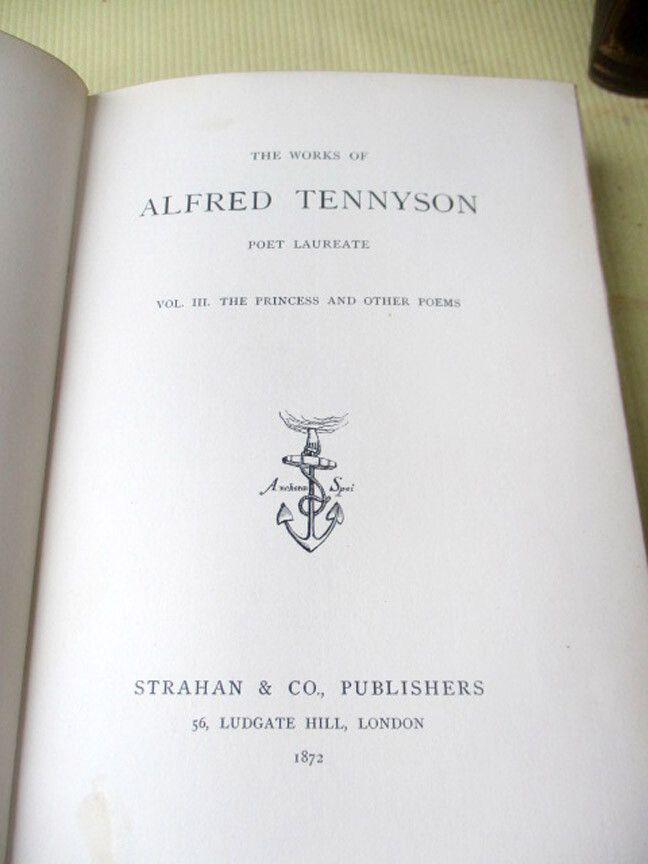 THE WORKS OF
ALFRED TENNYSON
POET LAUREATE
VOL. III. THE PRINCESS AND OTHER POEMS
Anchora Spei
STRAHAN & CO., PUBLISHERS
56, LUDGATE HILL, LONDON
1872